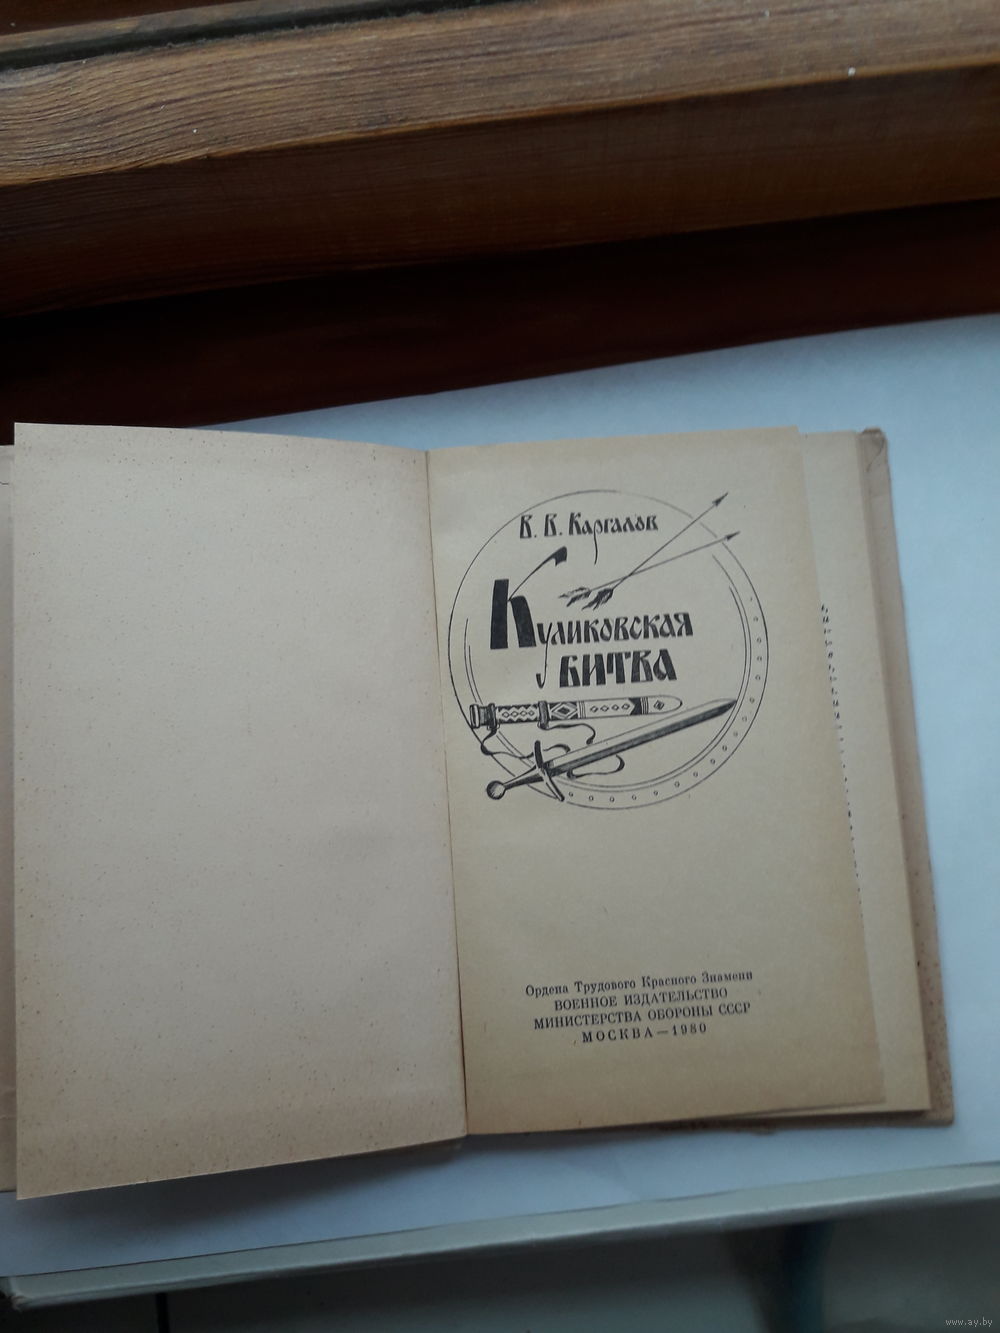 В. В. Каргалов
Куликовская
БИТВА
Ордена Трудового Красного Знамени
ВОЕННОЕ ИЗДАТЕЛЬСТВО
МИНИСТЕРСТВА ОБОРОНЫ СССР
МОСКВА—1980
www.ay.by